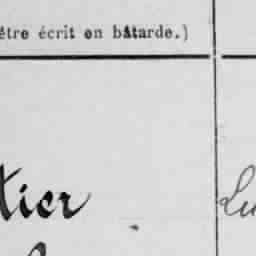 être écrit en bâtarde.)
tier